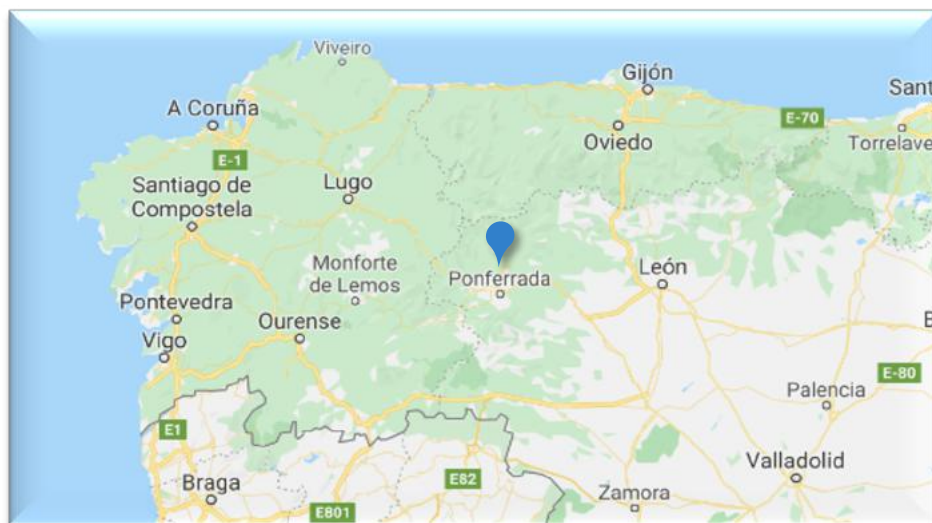 Viveiro
Gijón
Sant
A Coruña
E-70
Oviedo
Torrelave
E-1
Santiago de
Compostela
Lugo
Monforte
de Lemos
Ponferrada
León
Pontevedra
Ourense
Vigo
E-80
Palencia
E1
Valladolid
Braga
E82
Zamora
E801